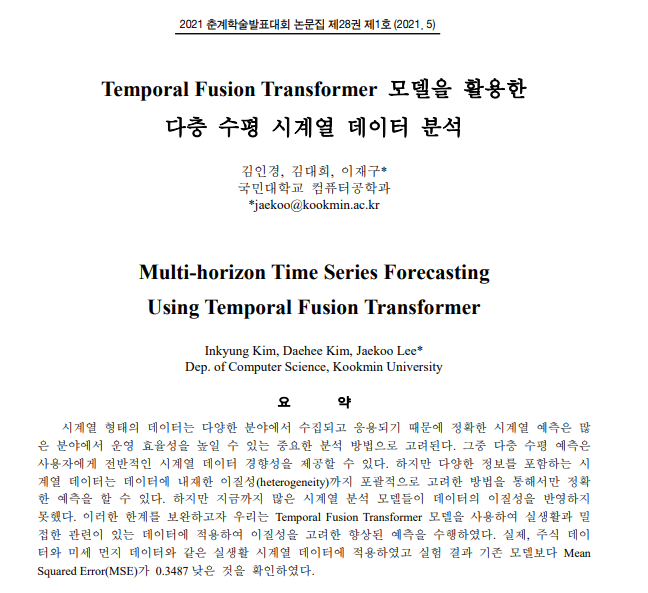 2021 춘계학술발표대회 논문집 제28권 제1호 (2021. 5)
Temporal Fusion Transformer 모델을 활용한
다층 수평 시계열 데이터 분석
김인경, 김대희, 이재구*
국민대학교 컴퓨터공학과
*jaekoo@kookmin.ac.kr
Multi-horizon Time Series Forecasting
Using Temporal Fusion Transformer
Inkyung Kim, Daehee Kim, Jaekoo Lee*
Dep. of Computer Science, Kookmin University
요 약
시계열 형태의 데이터는 다양한 분야에서 수집되고 응용되기 때문에 정확한 시계열 예측은 많
은 분야에서 운영 효율성을 높일 수 있는 중요한 분석 방법으로 고려된다. 그중 다층 수평 예측은
사용자에게 전반적인 시계열 데이터 경향성을 제공할 수 있다. 하지만 다양한 정보를 포함하는 시
계열 데이터는 데이터에 내재한 이질성(heterogeneity)까지 포괄적으로 고려한 방법을 통해서만 정확
한 예측을 할 수 있다. 하지만 지금까지 많은 시계열 분석 모델들이 데이터의 이질성을 반영하지
못했다. 이러한 한계를 보완하고자 우리는 Temporal Fusion Transformer 모델을 사용하여 실생활과 밀
접한 관련이 있는 데이터에 적용하여 이질성을 고려한 향상된 예측을 수행하였다. 실제, 주식 데이
터와 미세 먼지 데이터와 같은 실생활 시계열 데이터에 적용하였고 실험 결과 기존 모델보다 Mean
Squared Error(MSE)가 0.3487 낮은 것을 확인하였다.